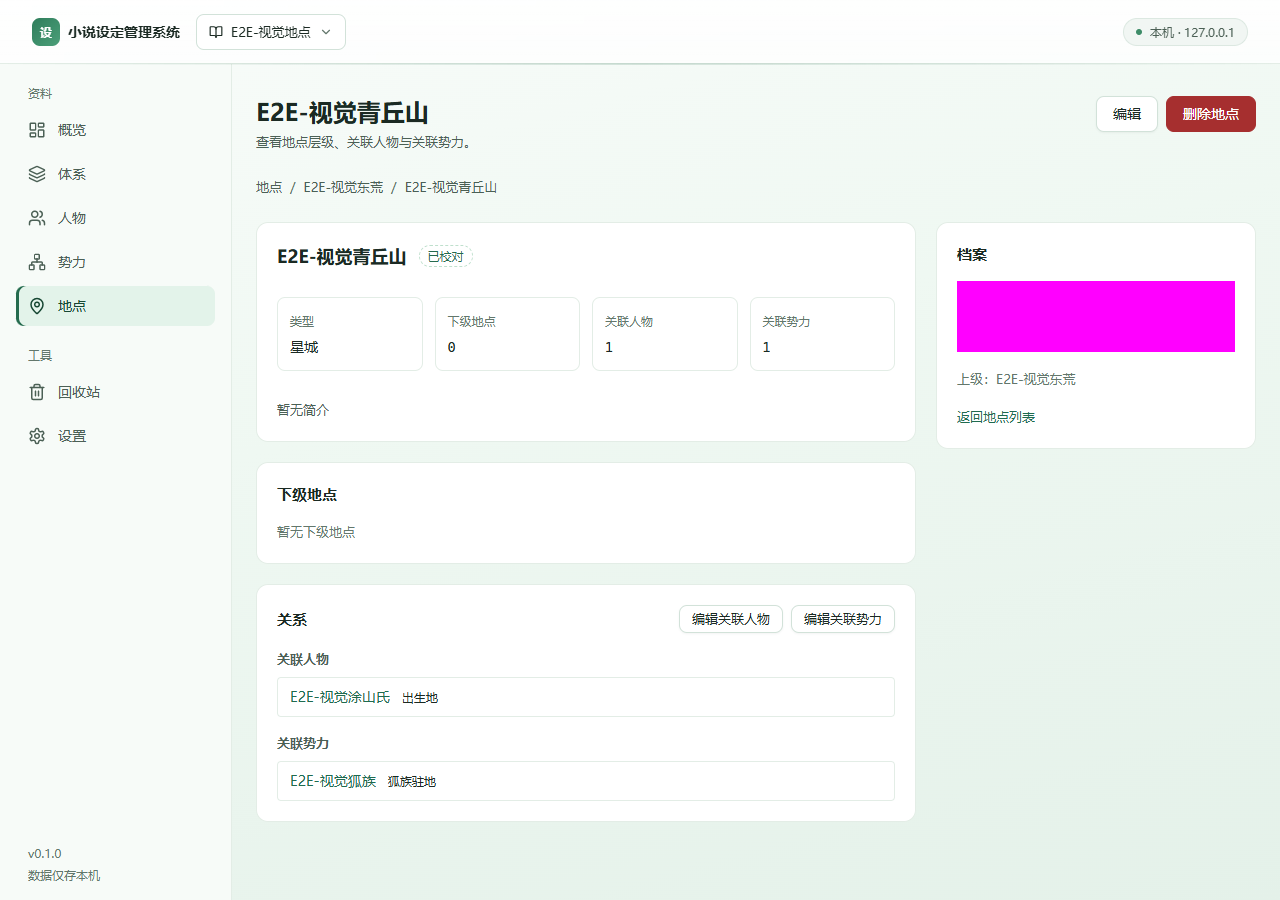 设 小说设定管理系统 E2E-视觉地点 本机 · 127.0.0.1
资料
概览
体系
人物
势力
地点
工具
回收站
设置
v0.1.0
数据仅存本机
E2E-视觉青丘山
编辑 删除地点
查看地点层级、关联人物与关联势力。
地点 / E2E-视觉东荒 / E2E-视觉青丘山
E2E-视觉青丘山 已校对
类型 下级地点 关联人物 关联势力
星城 0 1 1
暂无简介
下级地点
暂无下级地点
关系 编辑关联人物 编辑关联势力
关联人物
E2E-视觉涂山氏 出生地
关联势力
E2E-视觉狐族 狐族驻地
档案
上级：E2E-视觉东荒
返回地点列表